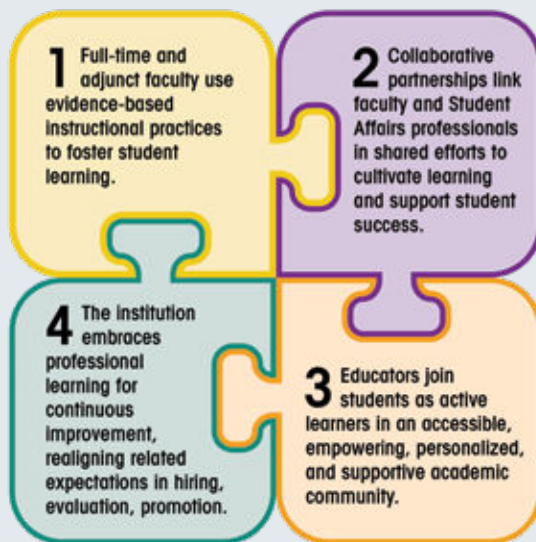 1 Full-time and
adjunct faculty use
evidence-based
instructional practices
to foster student
learning.
2 Collaborative
partnerships link
faculty and Student
Affairs professionals
in shared efforts to
cultivate learning
and support student
success.
3 Educators join
students as active
learners in an accessible,
empowering, personalized,
and supportive academic
community.
4 The institution
embraces
professional
learning for
continuous
improvement,
realigning related
expectations in hiring,
evaluation, promotion.